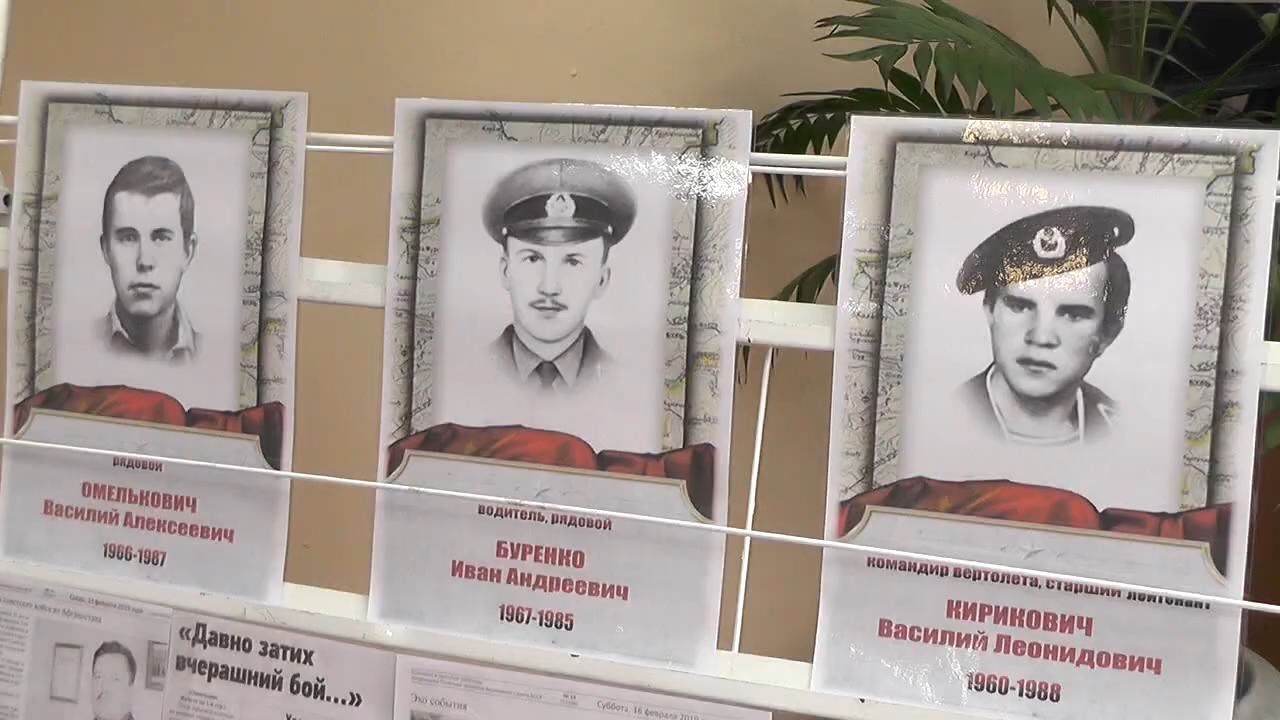 рядовой
ОМЕЛЬКОВИЧ
Василий Алексеевич
1966-1987
водитель, рядовой
БУРЕНКО
Иван Андреевич
1967-1985
командир вертолета, старший лейтенант
КИРИКОВИЧ
Василий Леонидович
1960-1988
«Давно затих
вчерашний бой...»
Эхо события
Суббота, 16 февраля 2019